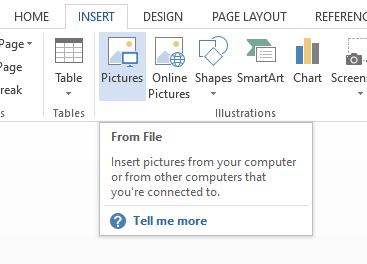 HOME INSERT DESIGN PAGE LAYOUT REFERENC
Page
Page
reak
Table
Pictures
Online
Pictures
Shapes
SmartArt
Chart
Screens
s
Tables
Illustrations
From File
Insert pictures from your computer
or from other computers that
you're connected to.
? Tell me more